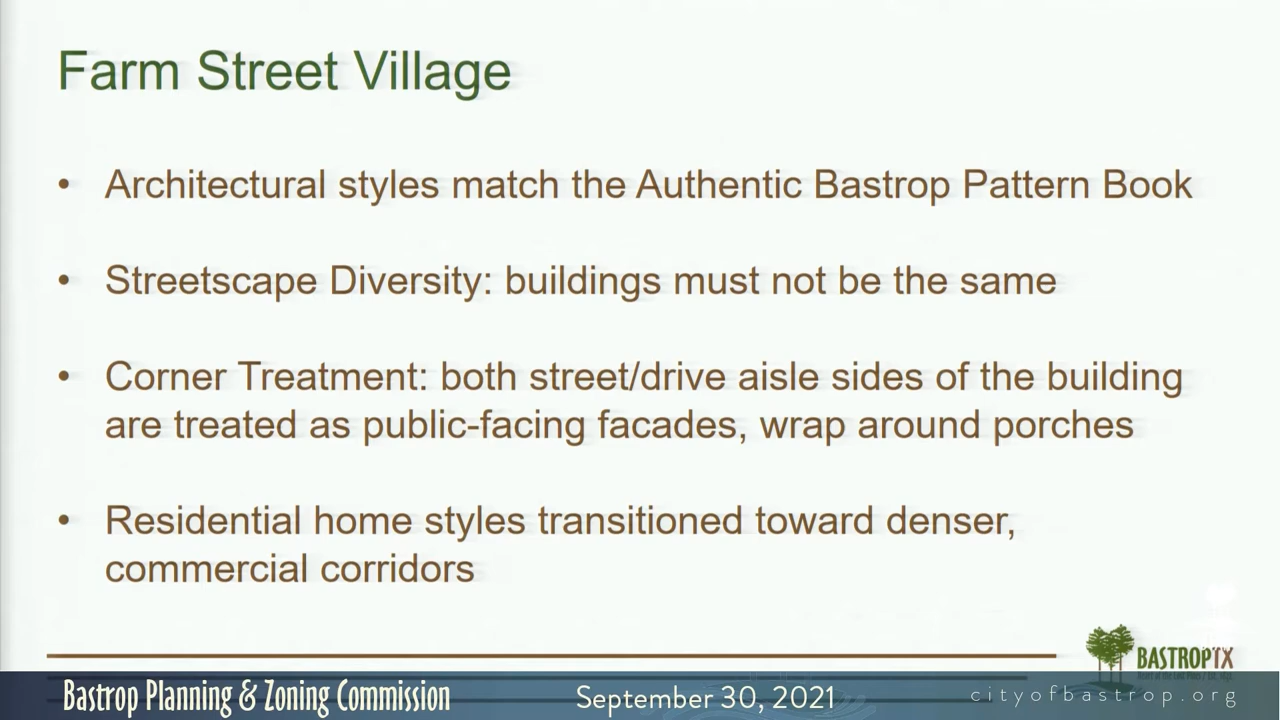 Farm Street Village
• Architectural styles match the Authentic Bastrop Pattern Book
• Streetscape Diversity: buildings must not be the same
• Corner Treatment: both street/drive aisle sides of the building
are treated as public-facing facades, wrap around porches
• Residential home styles transitioned toward denser,
commercial corridors
BASTROPTX
Bastrop Planning & Zoning Commission
September 30, 2021
cityofbastrop.org